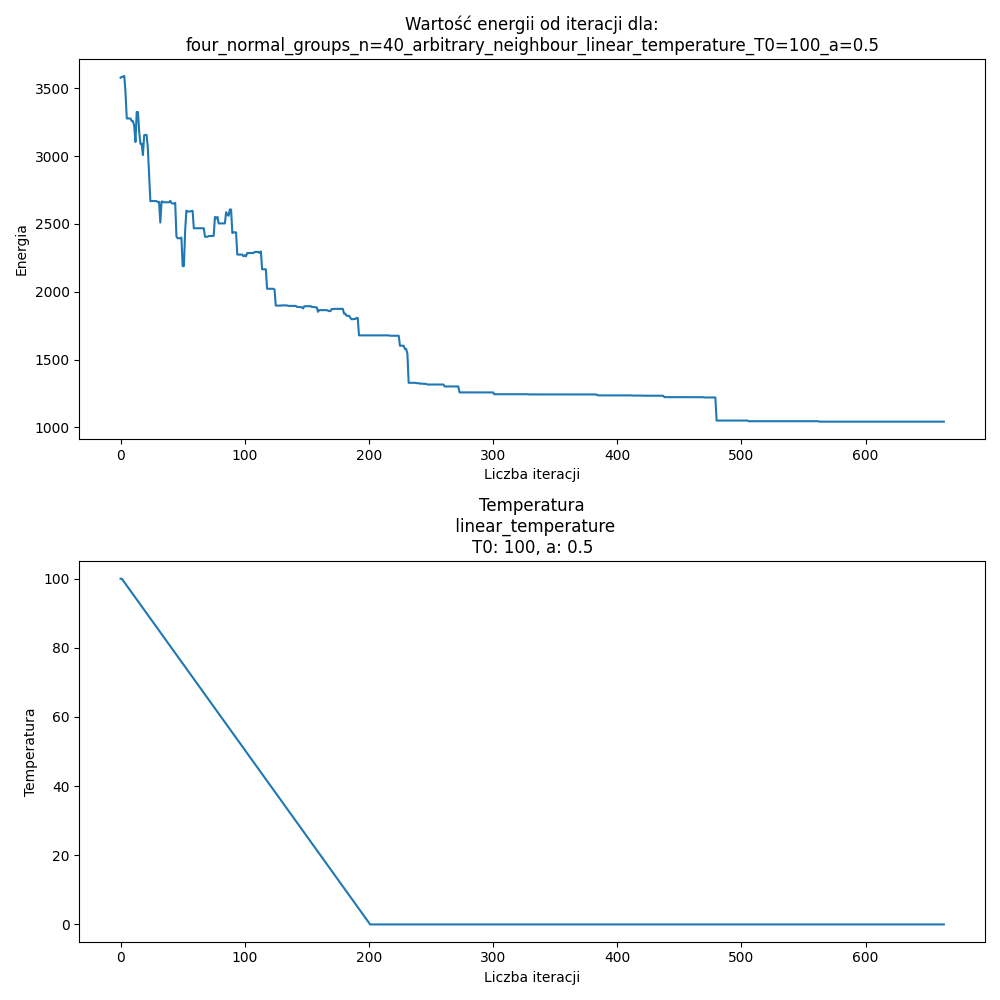 Wartość energii od iteracji dla:
four_normal_groups_n=40_arbitrary_neighbour_linear_temperature_T0=100_a=0.5
3500
3000
2500
2000
1500
1000
Energia
0 100 200 300 400 500 600
Liczba iteracji
Temperatura
linear_temperature
T0: 100, a: 0.5
100
80
60
40
20
0
Temperatura
0 100 200 300 400 500 600
Liczba iteracji